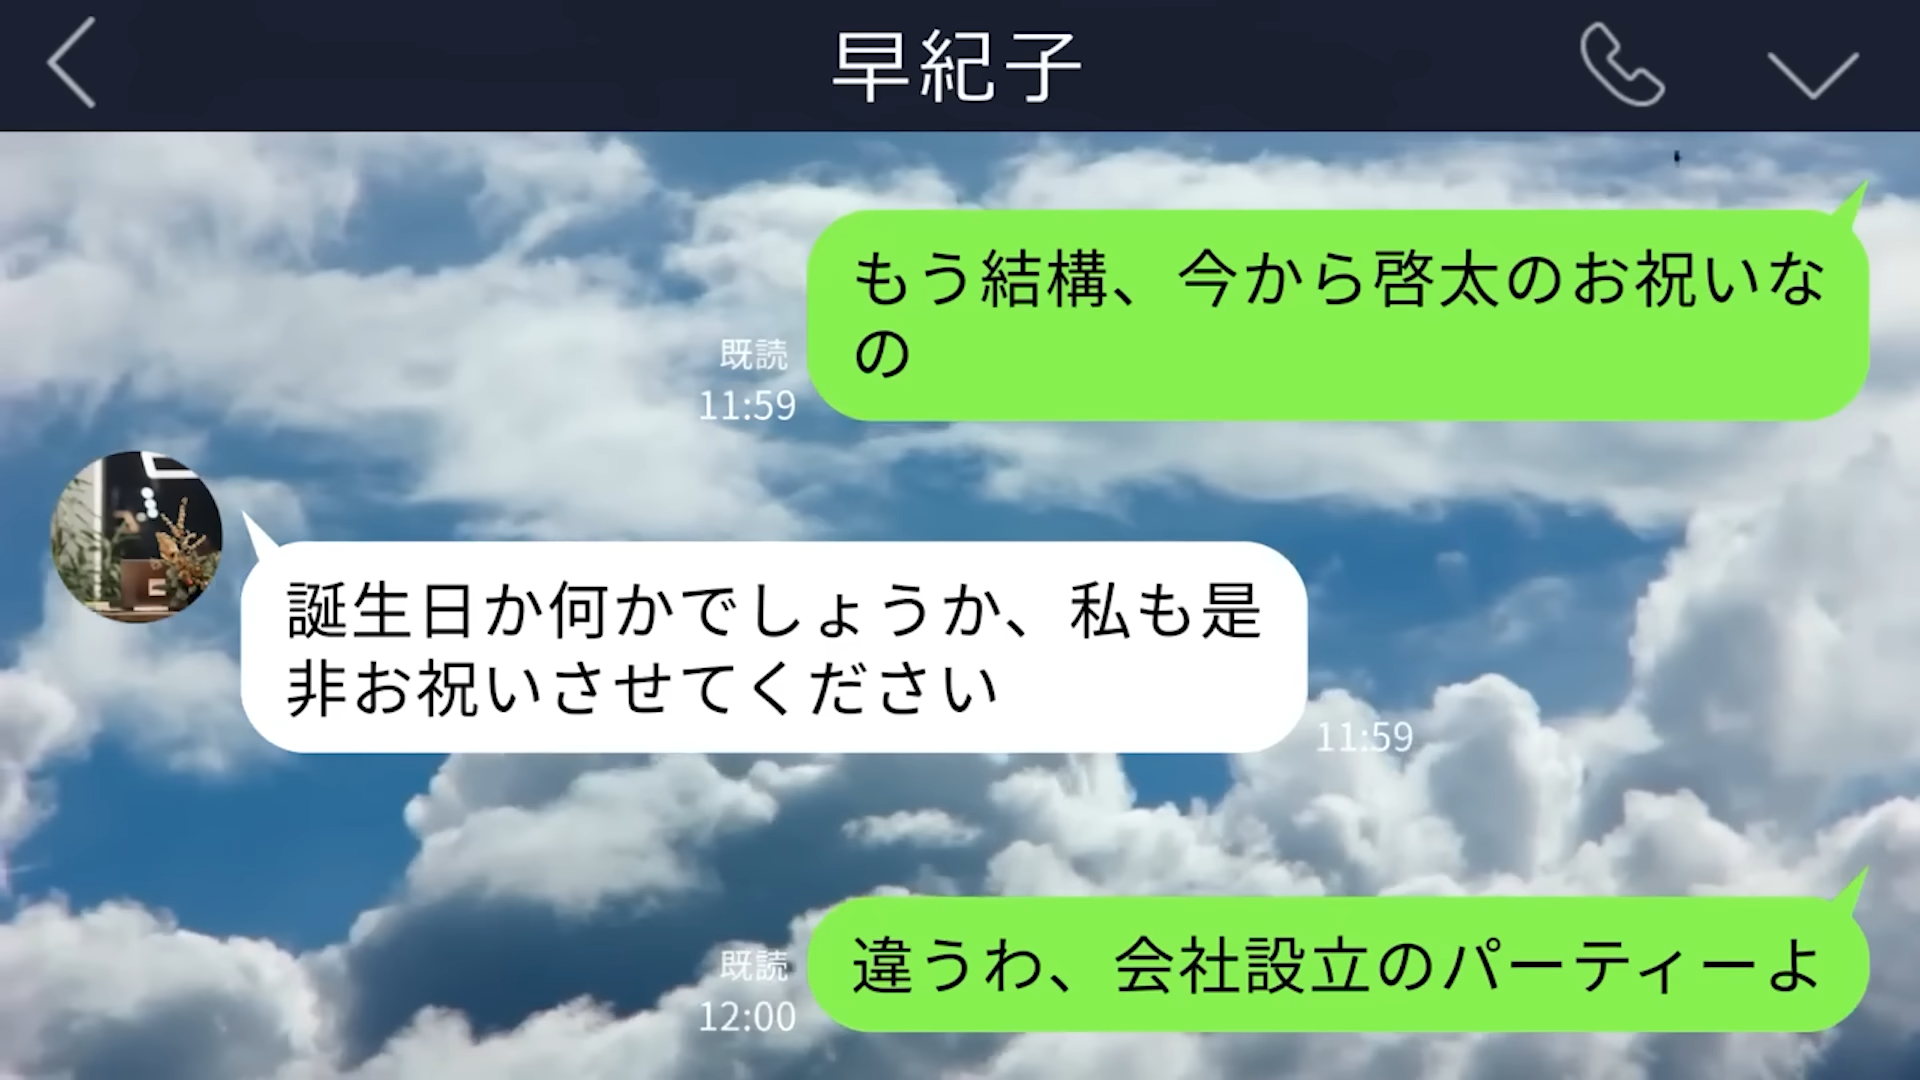 早紀子
もう結構、今から啓太のお祝いな
の
既読
11:59
誕生日か何かでしょうか、私も是
非お祝いさせてください
11:59
違うわ、会社設立のパーティーよ
既読
12:00